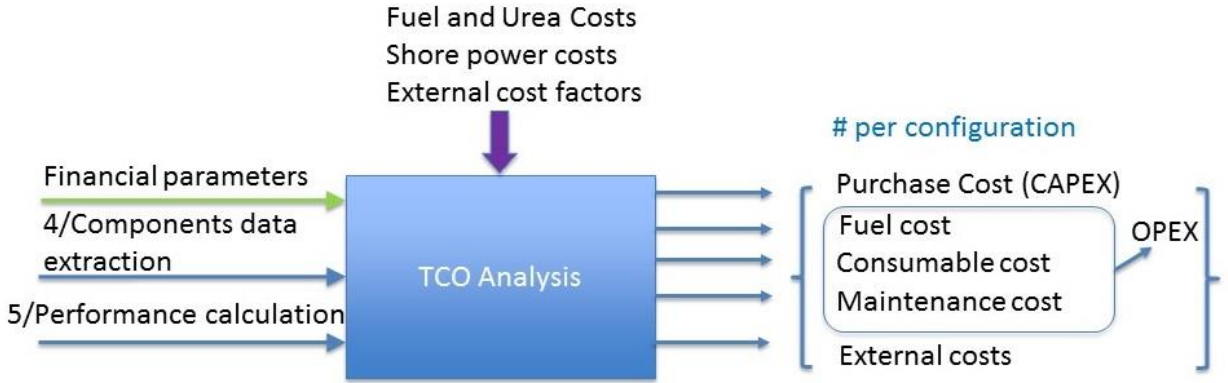 Fuel and Urea Costs
Shore power costs
External cost factors
# per configuration
Financial parameters
4/Components data
extraction
5/Performance calculation
TCO Analysis
Purchase Cost (CAPEX)
Fuel cost
Consumable cost
Maintenance cost
OPEX
External costs